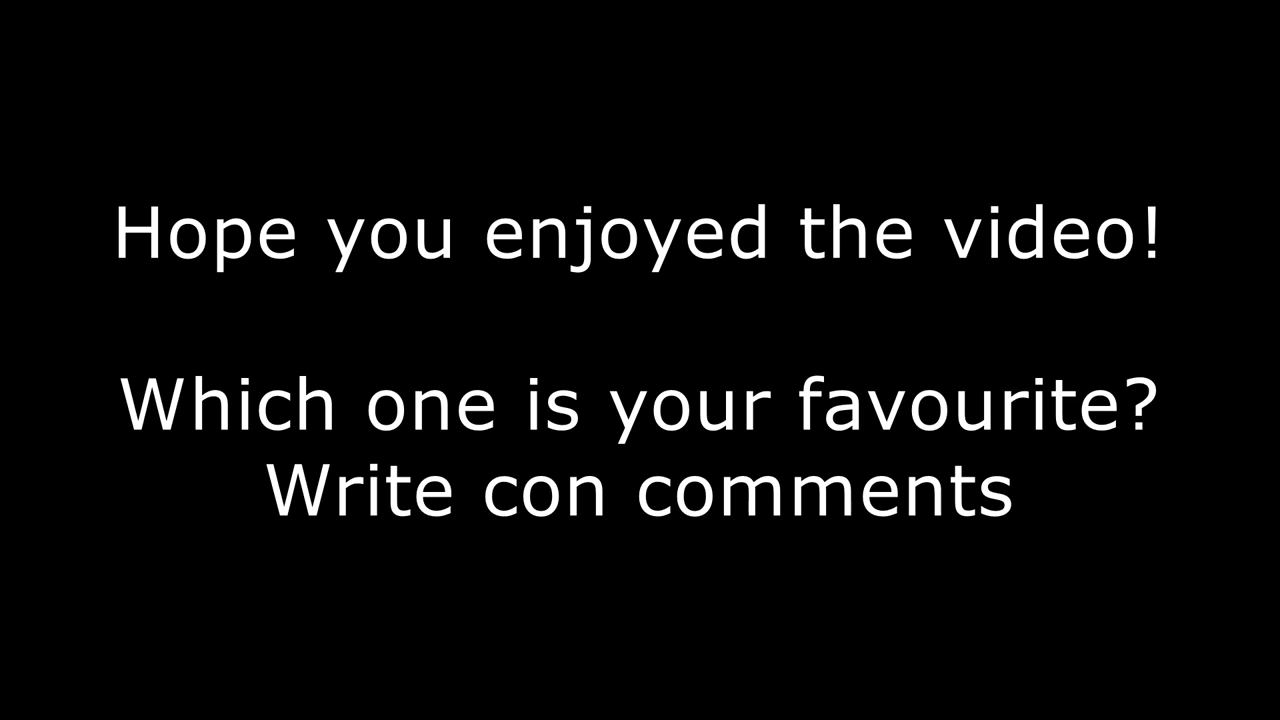 Hope you enjoyed the video!
Which one is your favourite?
Write con comments